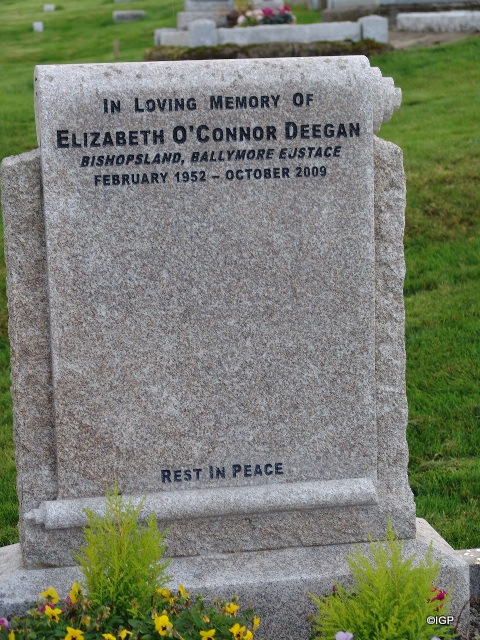 In Loving Memory Of
Elizabeth O'Connor Deegan
Bishopsland, Ballymore Eustace
February 1952 – October 2009
Rest In Peace
©IGP